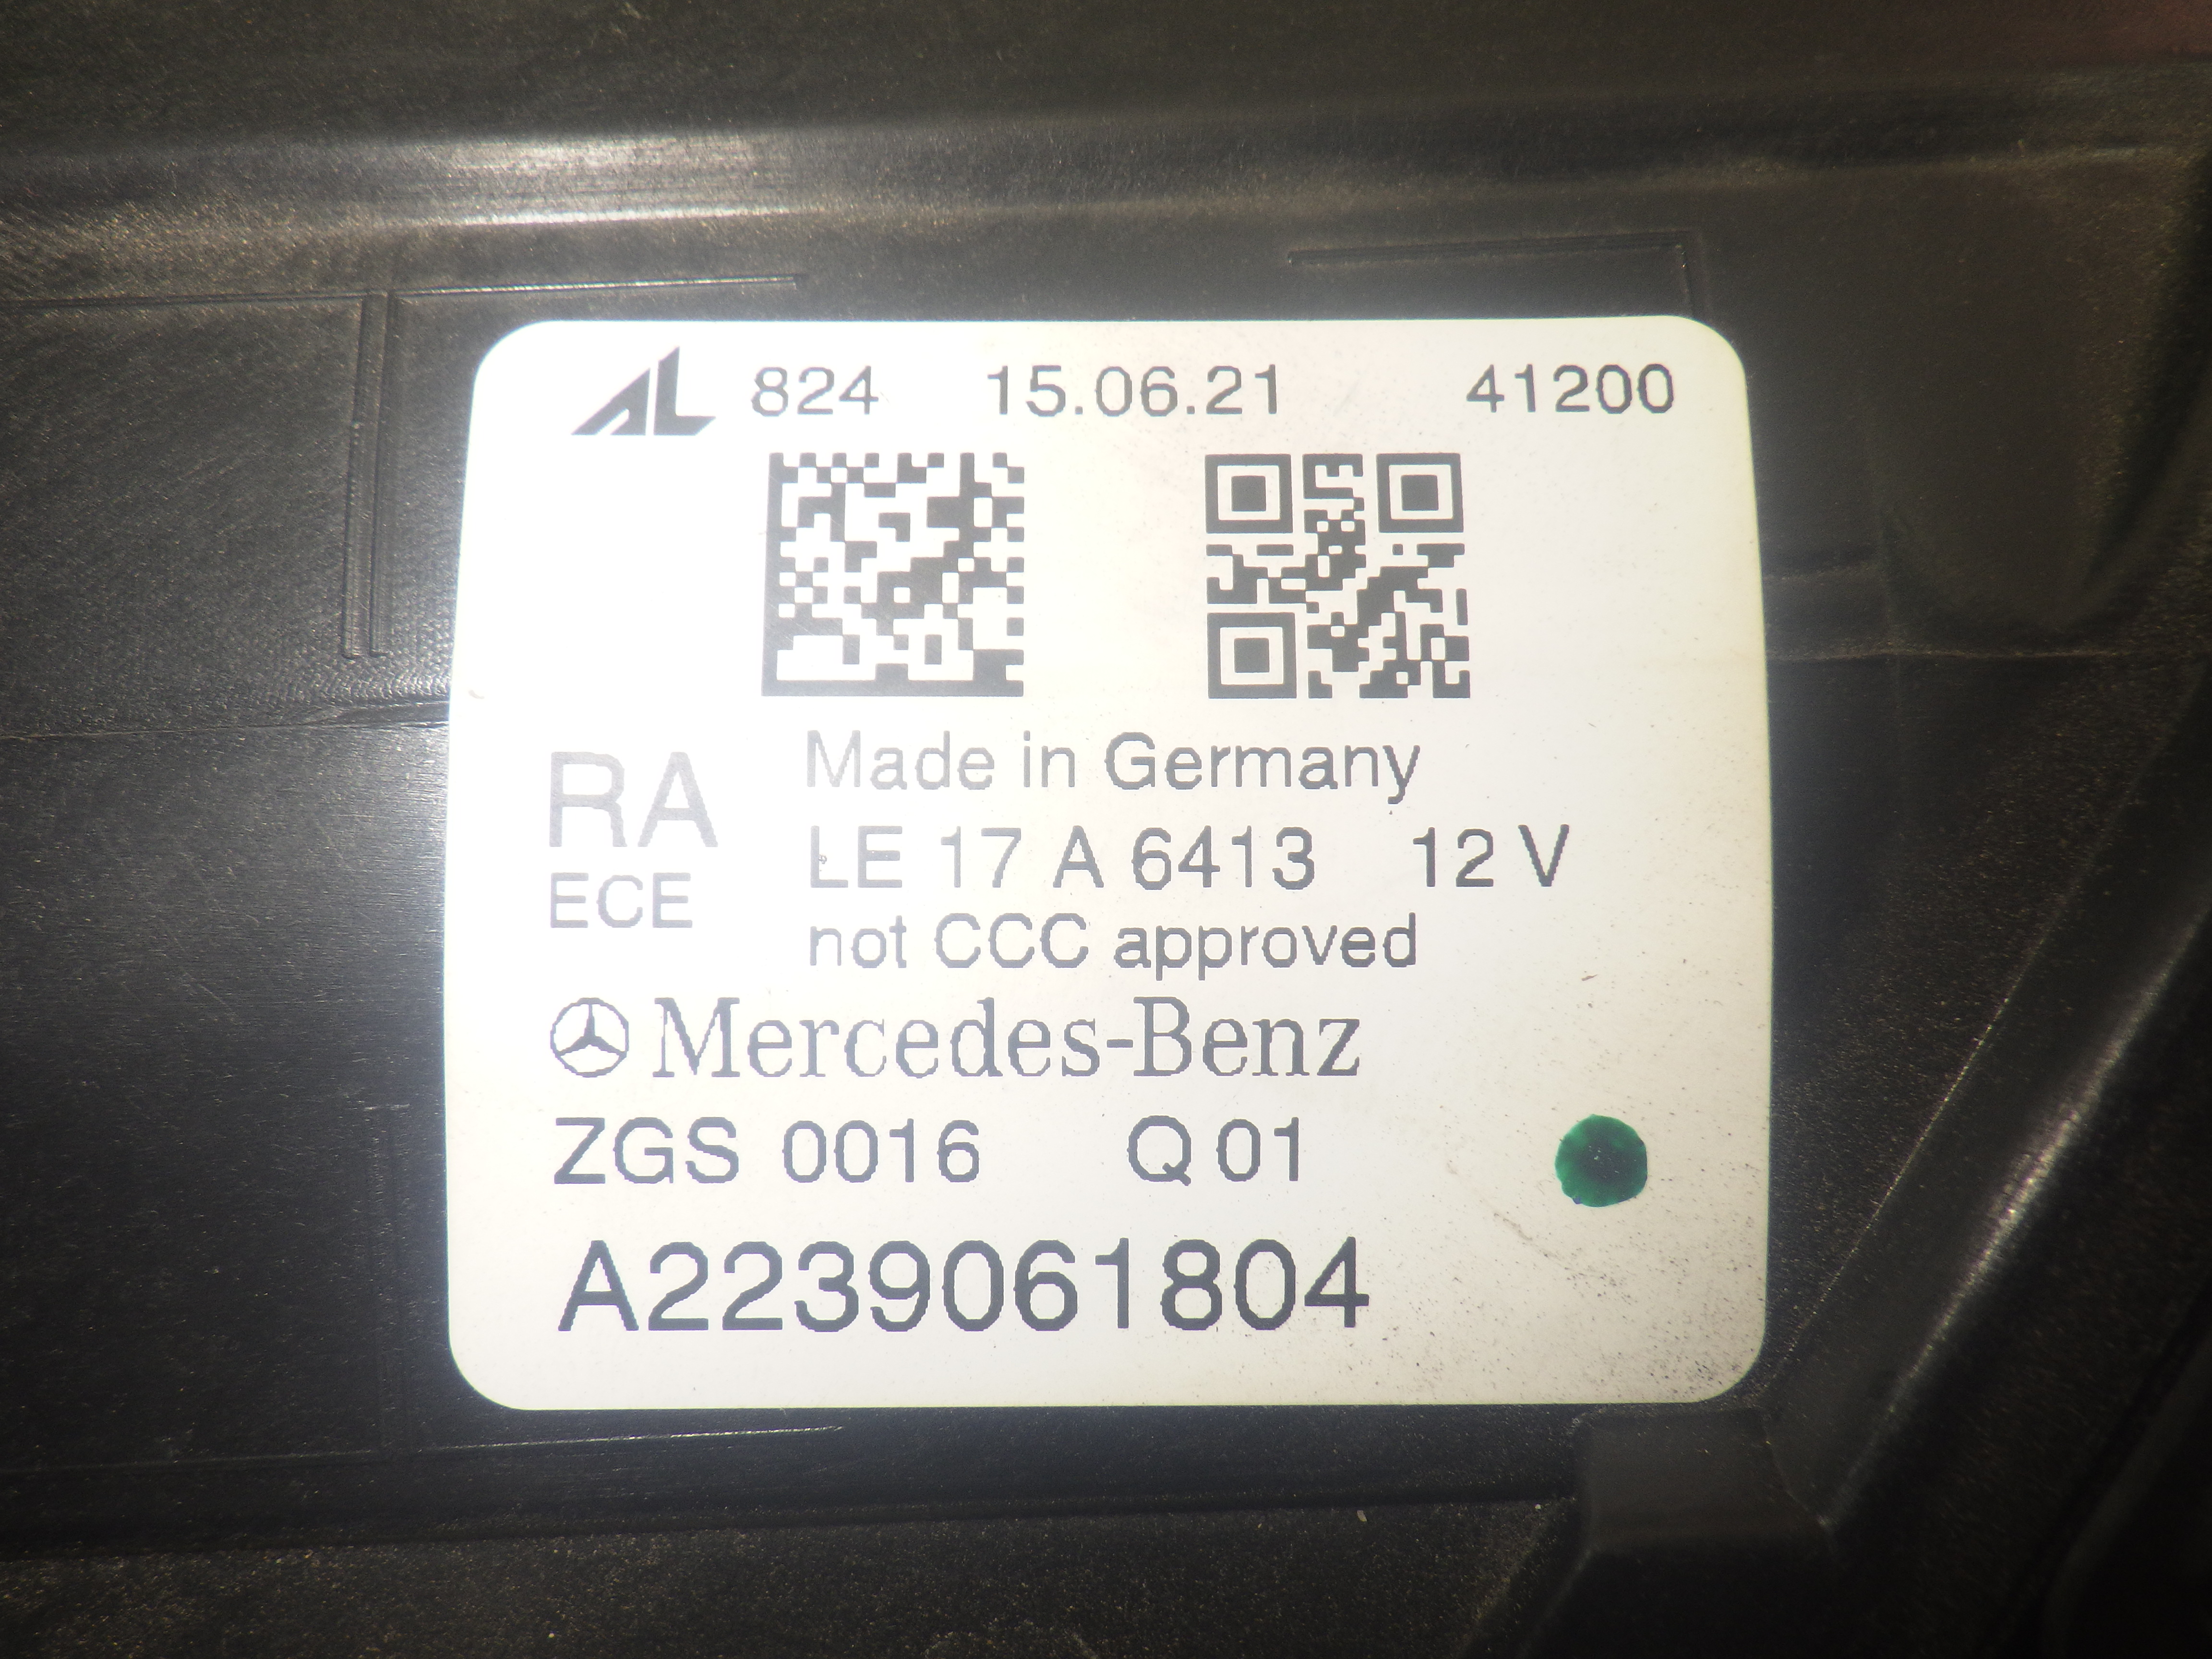 AL 824 15.06.21 41200
Made in Germany
RA LE 17 A 6413 12 V
ECE not CCC approved
Mercedes-Benz
ZGS 0016 Q 01
A2239061804